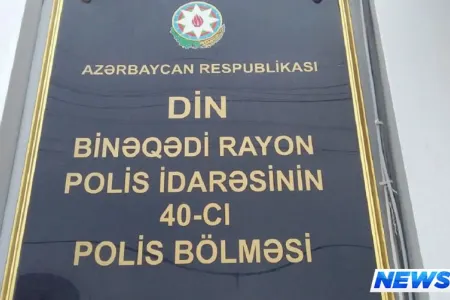 AZƏRBAYCAN RESPUBLİKASI
DİN
BİNƏQƏDİ RAYON
POLİS İDARƏSİNİN
40-CI
POLİS BÖLMƏSİ
NEWS